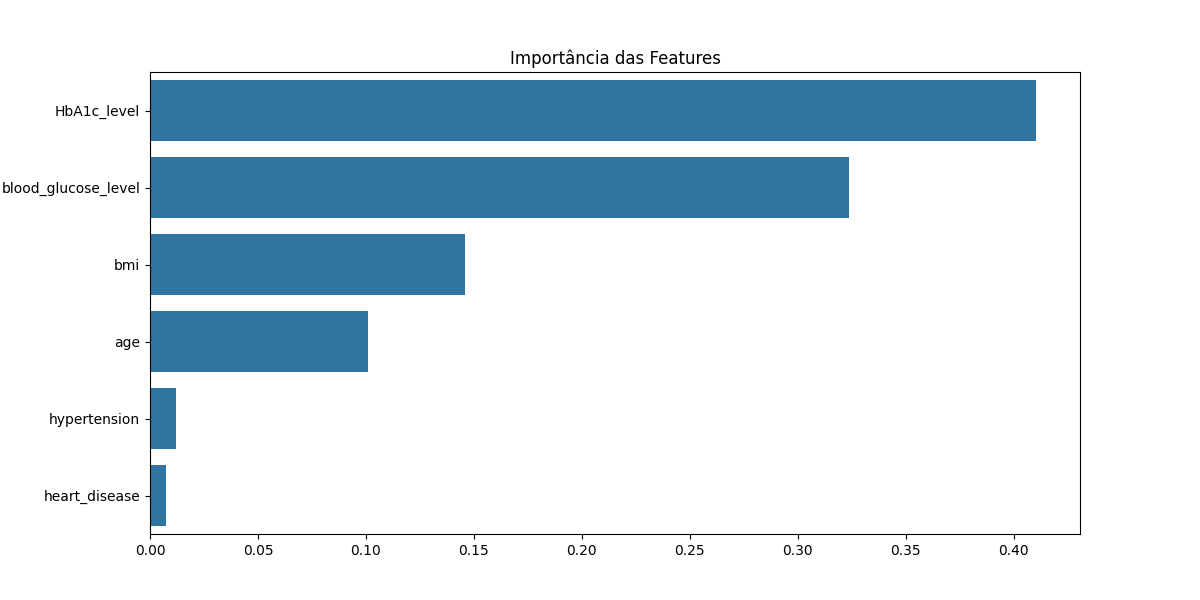 Importância das Features
HbA1c_level
blood_glucose_level
bmi
age
hypertension
heart_disease
0.00 0.05 0.10 0.15 0.20 0.25 0.30 0.35 0.40